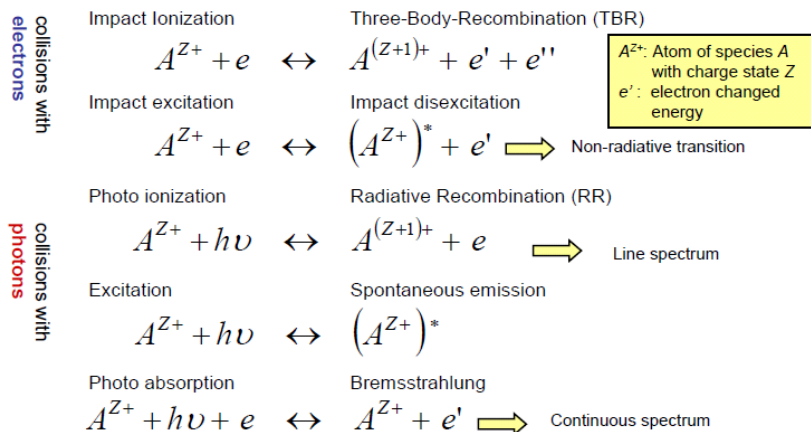 collisions with electrons
Impact Ionization Three-Body-Recombination (TBR)
A^{Z+} + e ↔ A^{(Z+1)+} + e' + e''
A^{Z+}: Atom of species A
with charge state Z
e' : electron changed
energy
Impact excitation Impact disexcitation
A^{Z+} + e ↔ (A^{Z+})^* + e' Non-radiative transition
collisions with photons
Photo ionization Radiative Recombination (RR)
A^{Z+} + hυ ↔ A^{(Z+1)+} + e Line spectrum
Excitation Spontaneous emission
A^{Z+} + hυ ↔ (A^{Z+})^*
Photo absorption Bremsstrahlung
A^{Z+} + hυ + e ↔ A^{Z+} + e' Continuous spectrum